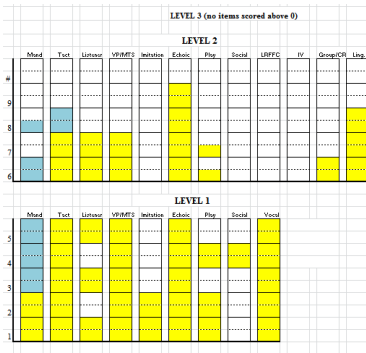 LEVEL 3 (no items scored above 0)
LEVEL 2
Mand Tact Listener VP/MTS Imitation Echoic Play Social LRFFC IV Group/CR Ling.
#
9
8
7
6
LEVEL 1
Mand Tact Listener VP/MTS Imitation Echoic Play Social Vocal
5
4
3
2
1